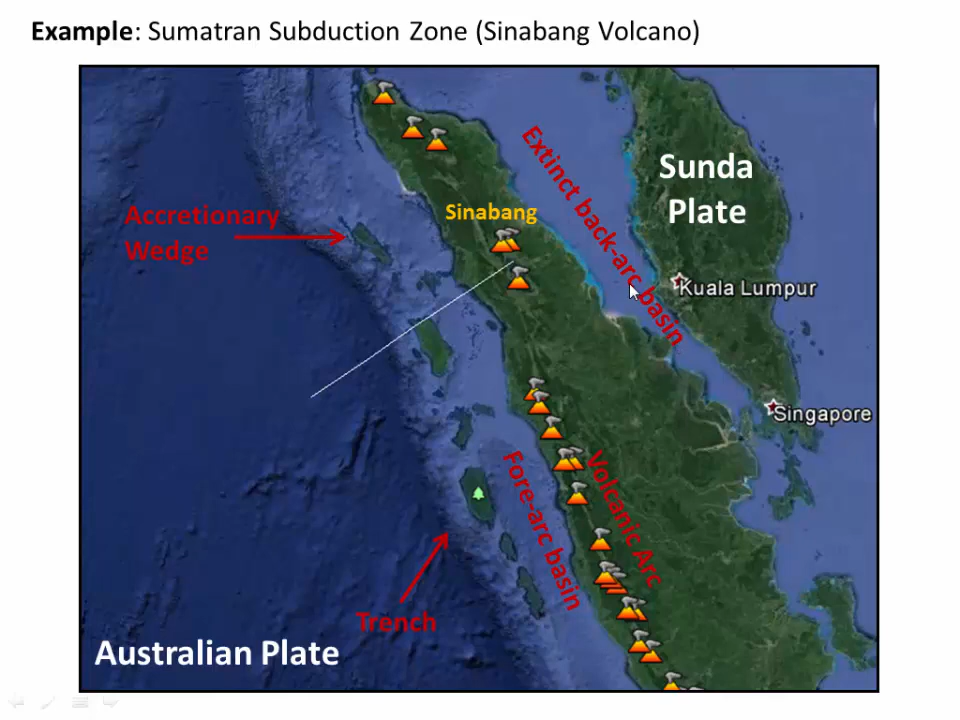 Example: Sumatran Subduction Zone (Sinabang Volcano)
Extinct back-arc basin
Sunda
Plate
Accretionary
Wedge
Sinabang
Kuala Lumpur
Singapore
Fore-arc basin
Volcanic Arc
Trench
Australian Plate